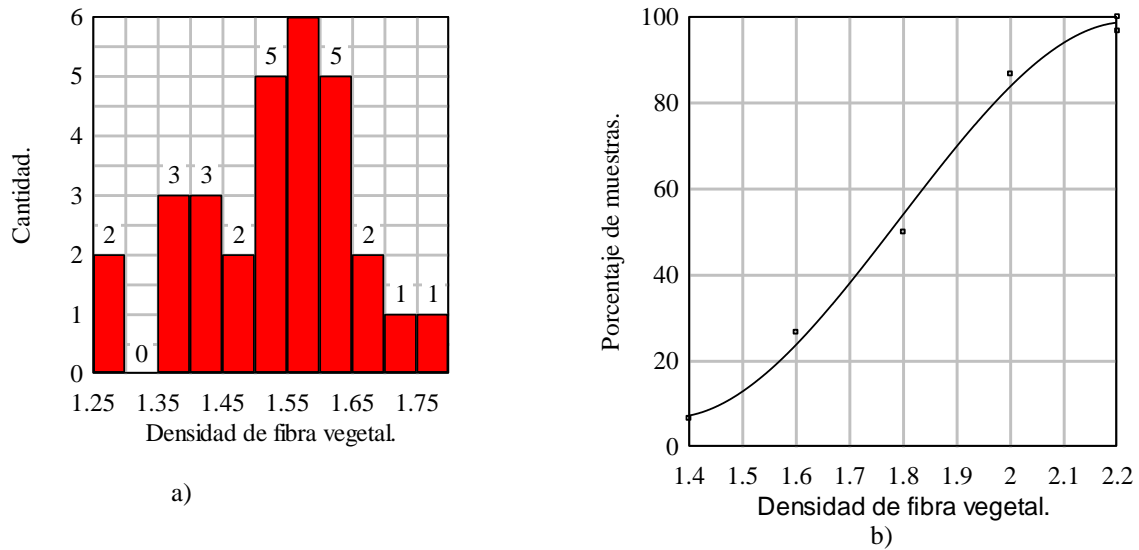 6
5
4
3
2
1
0
Cantidad.
2
0
3
3
2
5
5
2
1
1
1.25 1.35 1.45 1.55 1.65 1.75
Densidad de fibra vegetal.
a)
100
80
60
40
20
0
Porcentaje de muestras.
1.4 1.5 1.6 1.7 1.8 1.9 2 2.1 2.2
Densidad de fibra vegetal.
b)